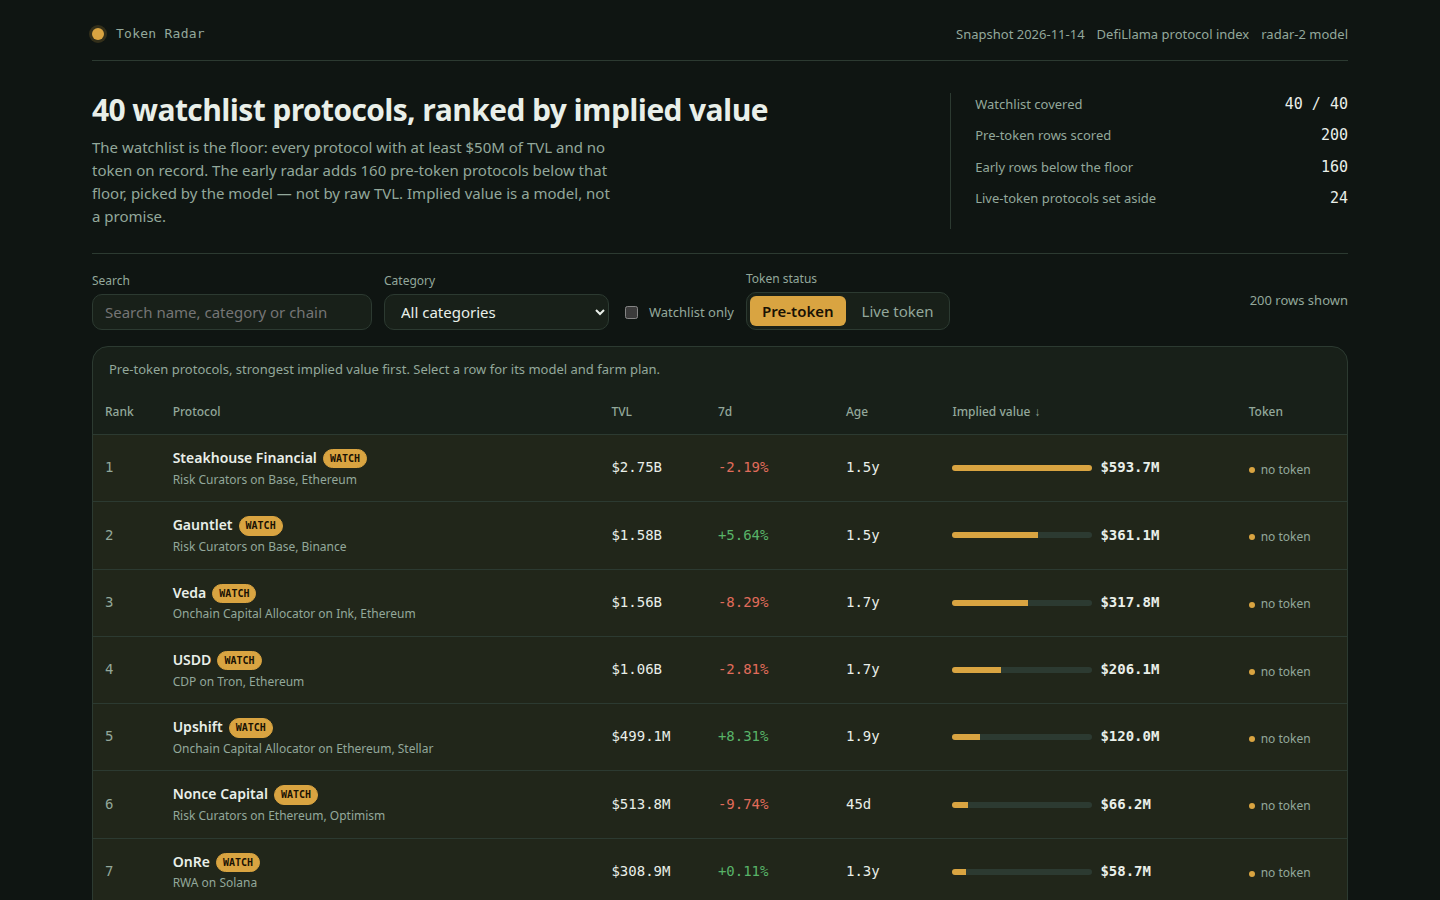 Token Radar
Snapshot 2026-11-14 DefiLlama protocol index radar-2 model
40 watchlist protocols, ranked by implied value
The watchlist is the floor: every protocol with at least $50M of TVL and no
token on record. The early radar adds 160 pre-token protocols below that
floor, picked by the model — not by raw TVL. Implied value is a model, not
a promise.
Watchlist covered 40 / 40
Pre-token rows scored 200
Early rows below the floor 160
Live-token protocols set aside 24
Search
Search name, category or chain
Category
All categories
Watchlist only
Token status
Pre-token Live token
200 rows shown
Pre-token protocols, strongest implied value first. Select a row for its model and farm plan.
Rank Protocol TVL 7d Age Implied value ↓ Token
1 Steakhouse Financial WATCH $2.75B -2.19% 1.5y $593.7M no token
Risk Curators on Base, Ethereum
2 Gauntlet WATCH $1.58B +5.64% 1.5y $361.1M no token
Risk Curators on Base, Binance
3 Veda WATCH $1.56B -8.29% 1.7y $317.8M no token
Onchain Capital Allocator on Ink, Ethereum
4 USDD WATCH $1.06B -2.81% 1.7y $206.1M no token
CDP on Tron, Ethereum
5 Upshift WATCH $499.1M +8.31% 1.9y $120.0M no token
Onchain Capital Allocator on Ethereum, Stellar
6 Nonce Capital WATCH $513.8M -9.74% 45d $66.2M no token
Risk Curators on Ethereum, Optimism
7 OnRe WATCH $308.9M +0.11% 1.3y $58.7M no token
RWA on Solana